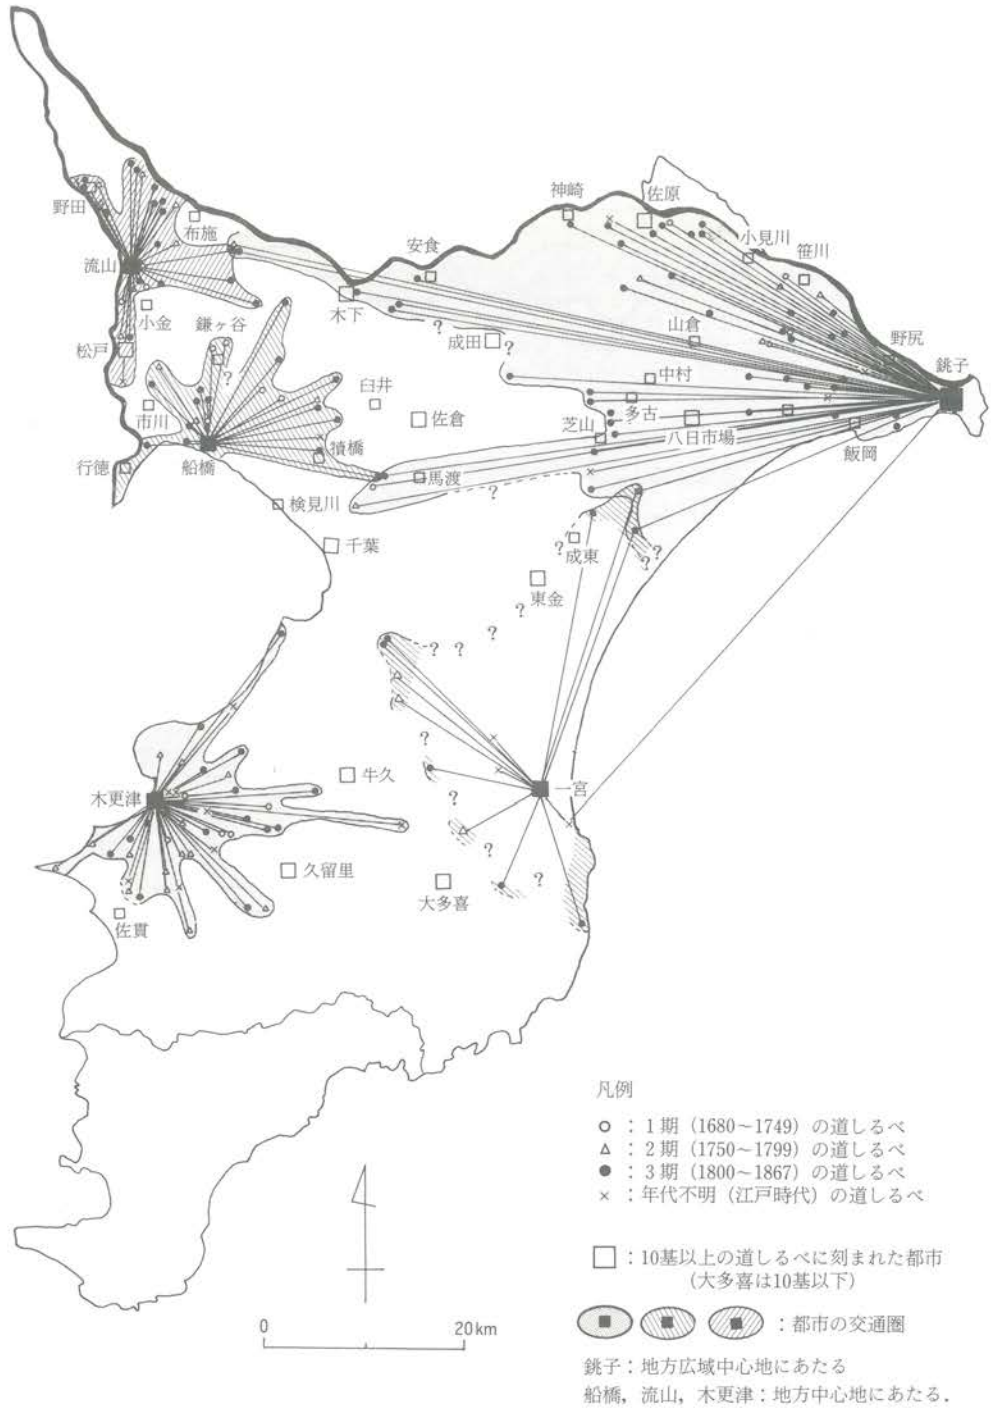 野田
布施
流山
小金
松戸
鎌ヶ谷
?
市川
行徳
船橋
臼井
佐倉
犢橋
馬渡
検見川
千葉
木下
安食
?
成田
?
神崎
佐原
小見川
笹川
山倉
野尻
銚子
中村
多古
芝山
八日市場
飯岡
?
?
成東
?
?
東金
?
?
?
?
?
?
?
?
一宮
木更津
牛久
久留里
大多喜
佐貫
凡例
○ : 1期(1680〜1749)の道しるべ
△ : 2期(1750〜1799)の道しるべ
● : 3期(1800〜1867)の道しるべ
× : 年代不明(江戸時代)の道しるべ
□ : 10基以上の道しるべに刻まれた都市
(大多喜は10基以下)
: 都市の交通圏
銚子:地方広域中心地にあたる
船橋,流山,木更津:地方中心地にあたる.
0 20km